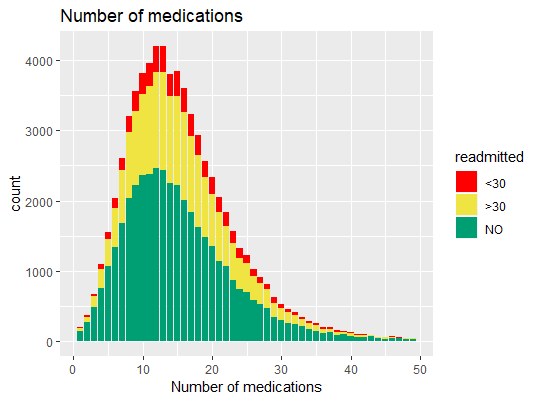 Number of medications
4000
3000
2000
1000
0
count
0 10 20 30 40 50
Number of medications
readmitted
<30
>30
NO